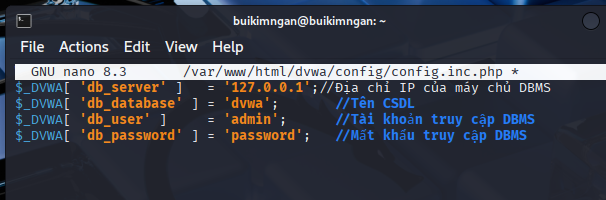 buikimngan@buikimngan: ~
File Actions Edit View Help
GNU nano 8.3 /var/www/html/dvwa/config/config.inc.php *
$_DVWA[ 'db_server' ]   = '127.0.0.1';//Địa chỉ IP của máy chủ DBMS
$_DVWA[ 'db_database' ] = 'dvwa';       //Tên CSDL
$_DVWA[ 'db_user' ]     = 'admin';      //Tài khoản truy cập DBMS
$_DVWA[ 'db_password' ] = 'password';   //Mất khẩu truy cập DBMS